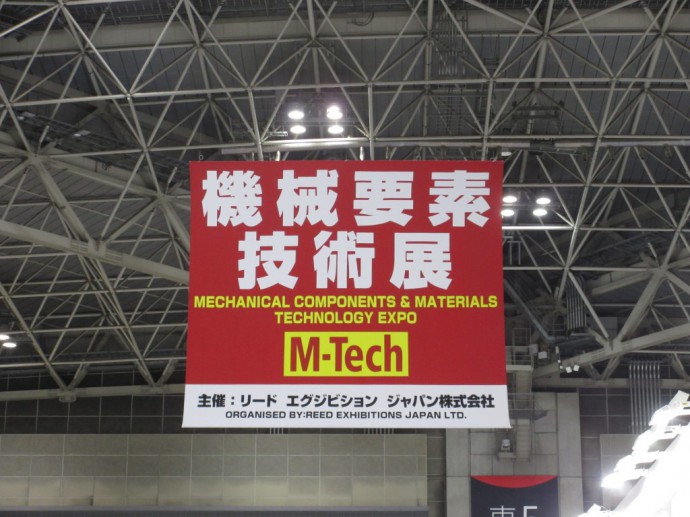 機械要素
技術展
MECHANICAL COMPONENTS & MATERIALS
TECHNOLOGY EXPO
M-Tech
主催：リード エグジビション ジャパン株式会社
ORGANISED BY:REED EXHIBITIONS JAPAN LTD.